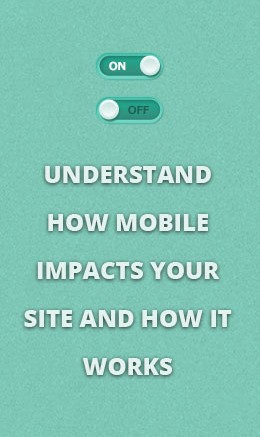 ON
OFF
UNDERSTAND
HOW MOBILE
IMPACTS YOUR
SITE AND HOW IT
WORKS